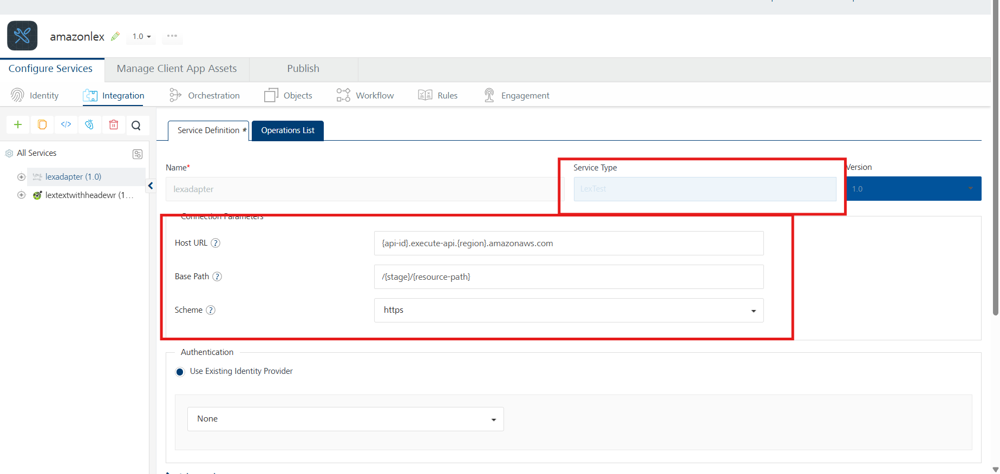 amazonlex
1.0
Configure Services
Manage Client App Assets
Publish
Identity
Integration
Orchestration
Objects
Workflow
Rules
Engagement
All Services
lexadapter (1.0)
lextextwithheadewr (1...
Service Definition *
Operations List
Name*
Service Type
Version
lexadapter
LexTest
1.0
Connection Parameters
Host URL ?
{api-id}.execute-api.{region}.amazonaws.com
Base Path ?
/{stage}/{resource-path}
Scheme ?
https
Authentication
Use Existing Identity Provider
None